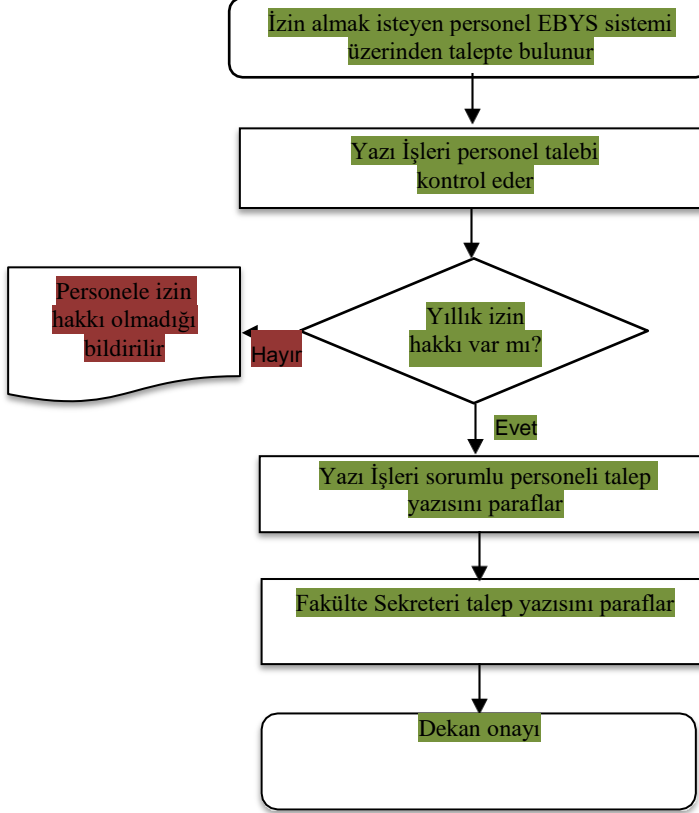 İzin almak isteyen personel EBYS sistemi
üzerinden talepte bulunur
Yazı İşleri personel talebi
kontrol eder
Personele izin
hakkı olmadığı
bildirilir
Hayır
Yıllık izin
hakkı var mı?
Evet
Yazı İşleri sorumlu personeli talep
yazısını paraflar
Fakülte Sekreteri talep yazısını paraflar
Dekan onayı